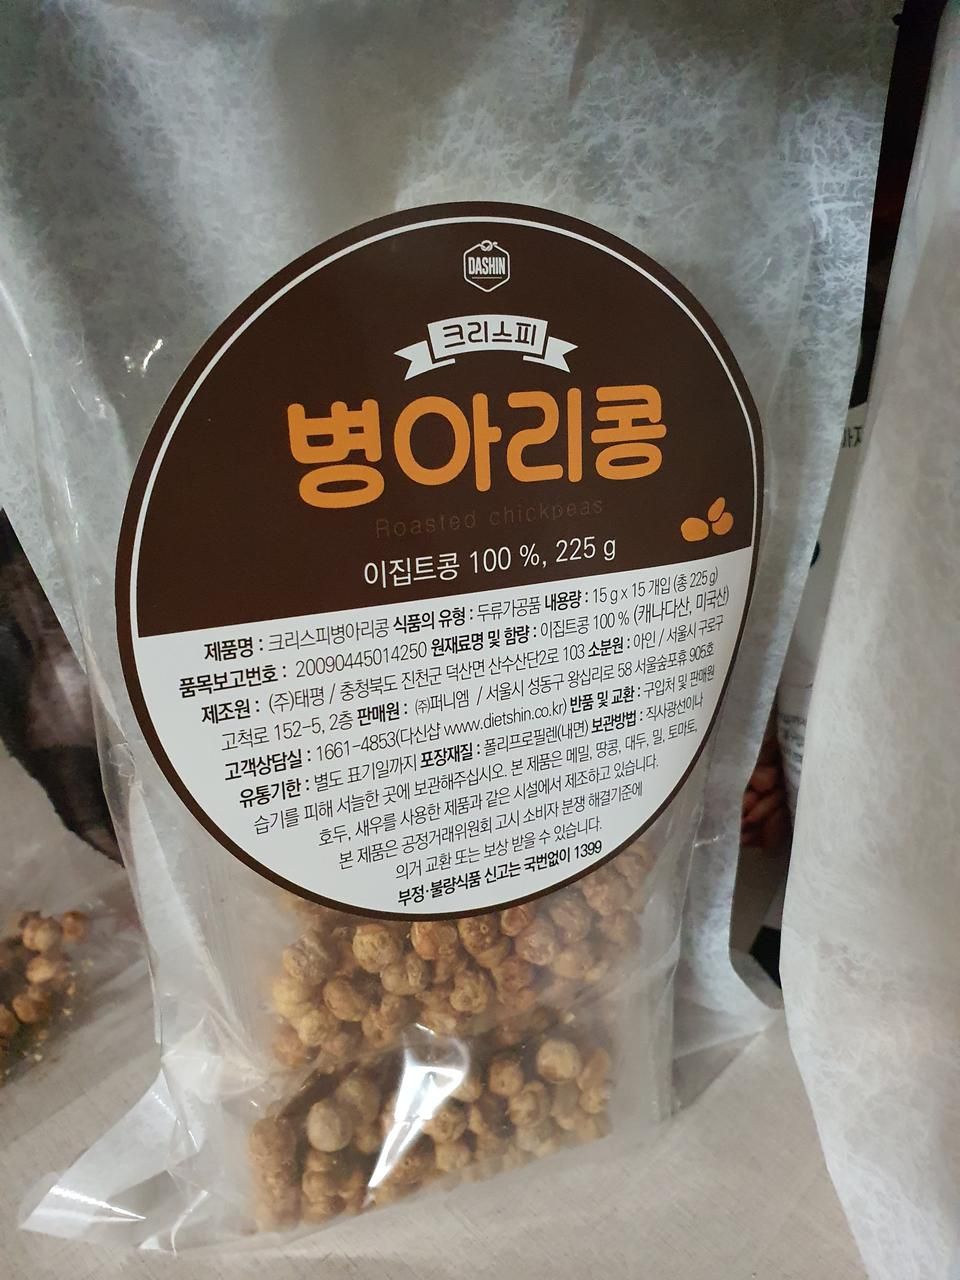 DASHIN
크리스피
병아리콩
Roasted chickpeas
이집트콩 100 %, 225 g
제품명 : 크리스피병아리콩 식품의 유형 : 두류가공품 내용량 : 15 g x 15 개입 (총 225 g)
품목보고번호 : 20090445014250 원재료명 및 함량 : 이집트콩 100 % (캐나다산, 미국산)
제조원 : (주)태평 / 충청북도 진천군 덕산면 산수산단2로 103 소분원 : 아인 / 서울시 구로구
고척로 152-5, 2층 판매원 : ㈜퍼니엠 / 서울시 성동구 왕십리로 58 서울숲포휴 905호
고객상담실 : 1661-4853(다신샵 www.dietshin.co.kr) 반품 및 교환 : 구입처 및 판매원
유통기한 : 별도 표기일까지 포장재질 : 폴리프로필렌(내면) 보관방법 : 직사광선이나
습기를 피해 서늘한 곳에 보관해주십시오. 본 제품은 메밀, 땅콩, 대두, 밀, 토마토,
호두, 새우를 사용한 제품과 같은 시설에서 제조하고 있습니다.
본 제품은 공정거래위원회 고시 소비자 분쟁 해결기준에
의거 교환 또는 보상 받을 수 있습니다.
부정·불량식품 신고는 국번없이 1399